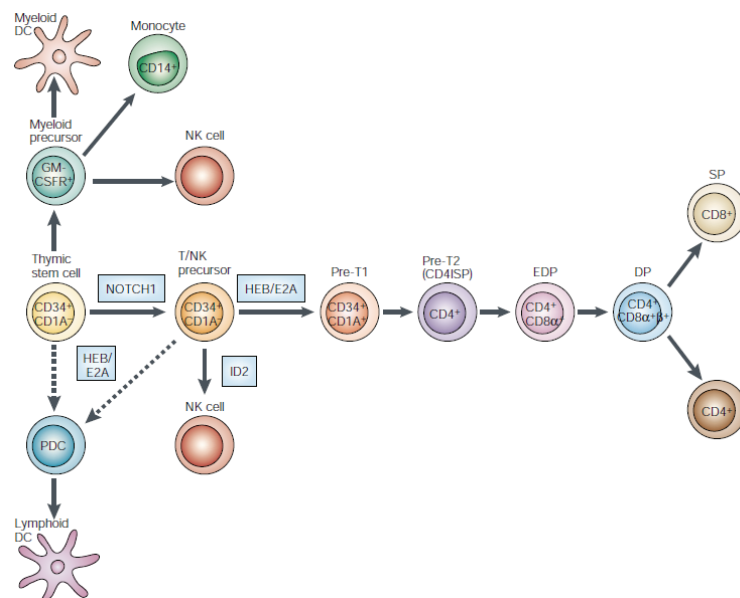 Myeloid
DC
Monocyte
CD14+
Myeloid
precursor
GM-
CSFR+
NK cell
Thymic
stem cell
CD34+
CD1A-
NOTCH1
T/NK
precursor
CD34+
CD1A-
HEB/E2A
Pre-T1
CD34+
CD1A+
Pre-T2
(CD4ISP)
CD4+
EDP
CD4+
CD8α+
DP
CD4+
CD8α+β+
SP
CD8+
CD4+
HEB/
E2A
ID2
NK cell
PDC
Lymphoid
DC